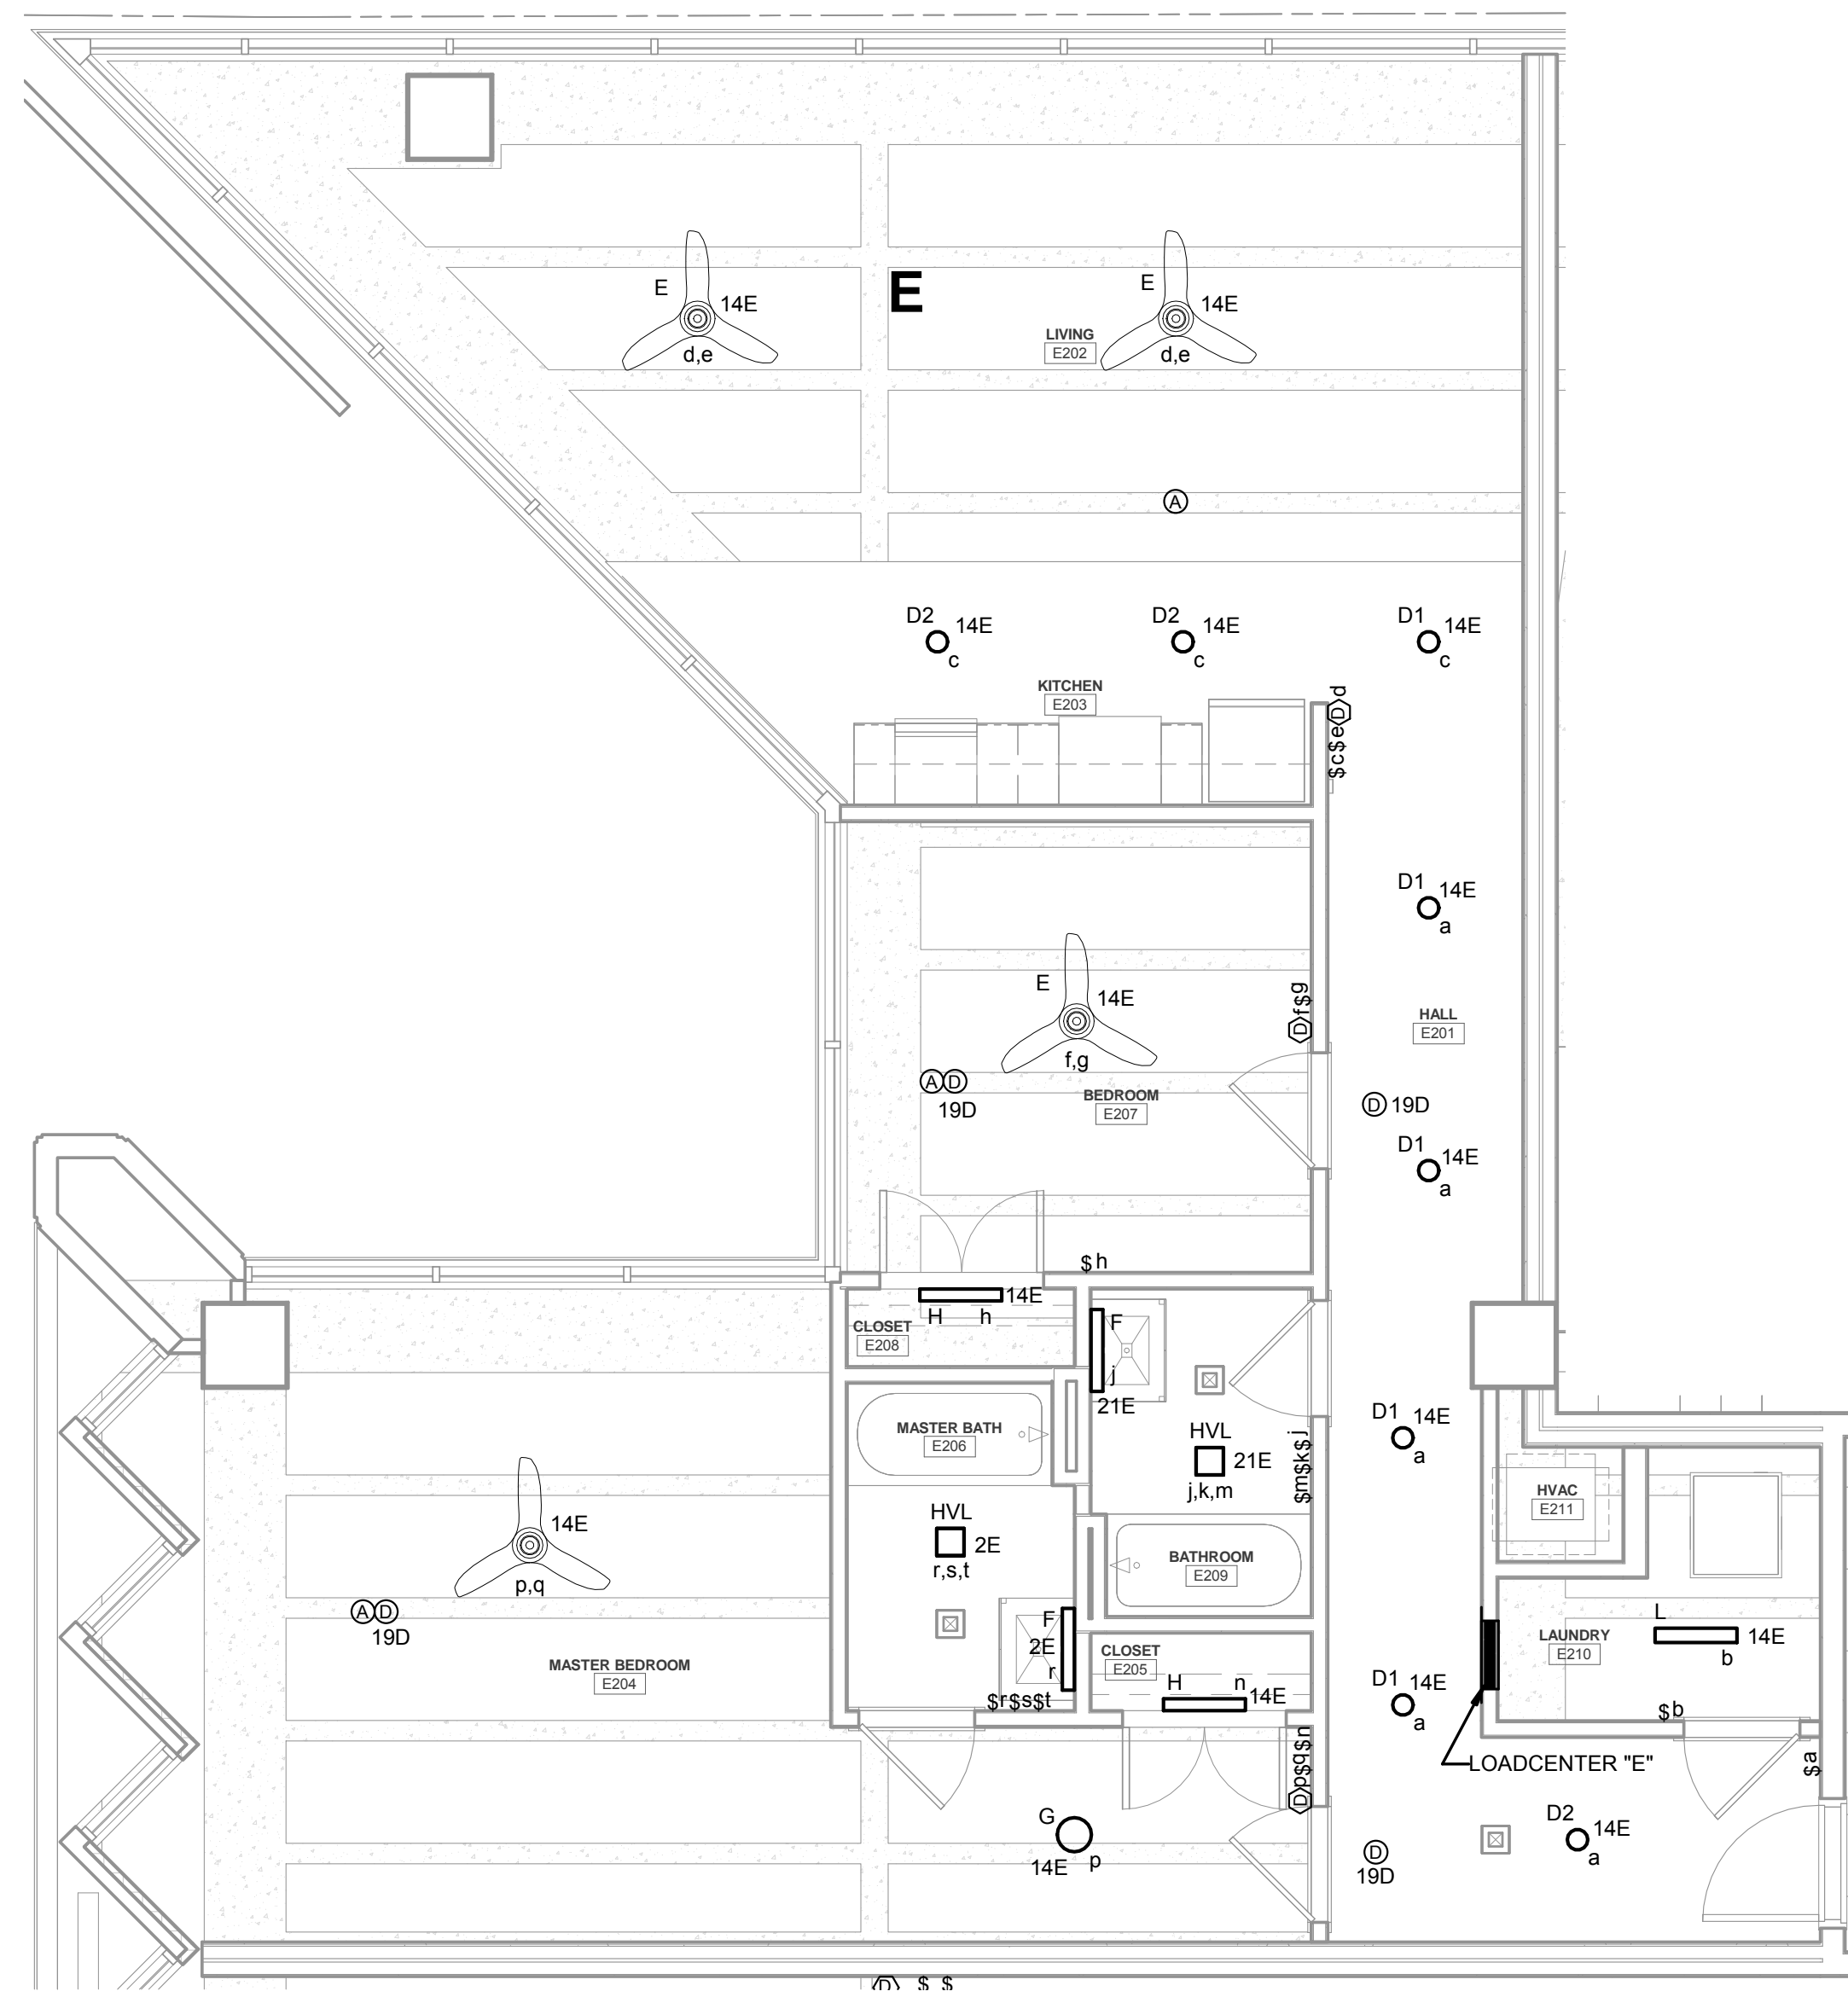 E
14E
d,e
E
LIVING
E202
E
14E
d,e
A
D2
14E
c
D2
14E
c
D1
14E
c
KITCHEN
E203
$c$e D d
D1
14E
a
E
14E
f,g
D f$g
HALL
E201
A D
19D
BEDROOM
E207
D 19D
D1
14E
a
$h
14E
H h
CLOSET
E208
F
j
21E
MASTER BATH
E206
HVL
21E
j,k,m
$m$k$j
D1
14E
a
HVAC
E211
14E
p,q
HVL
2E
r,s,t
BATHROOM
E209
A D
19D
MASTER BEDROOM
E204
F
2E
r
$r$s$t
CLOSET
E205
H n
14E
L
14E
b
LAUNDRY
E210
D1
14E
a
$b
LOADCENTER "E"
$a
D p$q$n
G
14E p
D
19D
D2
14E
a
D $ $